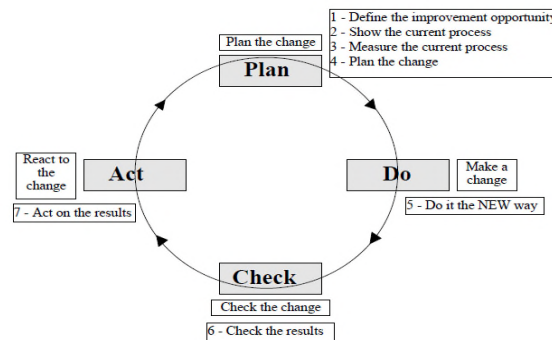 Plan the change
Plan
1 - Define the improvement opportunity
2 - Show the current process
3 - Measure the current process
4 - Plan the change
React to
the
change
Act
7 - Act on the results
Do
Make a
change
5 - Do it the NEW way
Check
Check the change
6 - Check the results